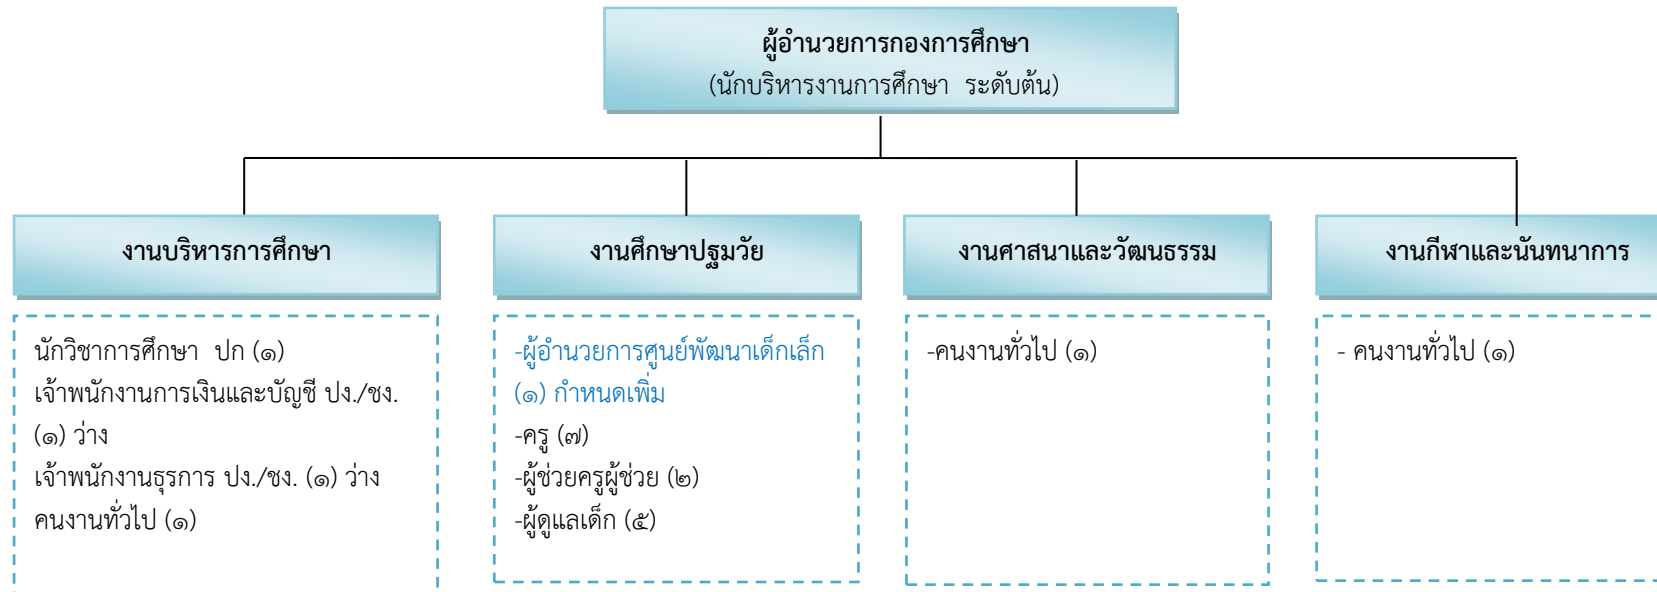 ผู้อำนวยการกองการศึกษา
(นักบริหารงานการศึกษา ระดับต้น)
งานบริหารการศึกษา
นักวิชาการศึกษา ปก (๑)
เจ้าพนักงานการเงินและบัญชี ปง./ชง.
(๑) ว่าง
เจ้าพนักงานธุรการ ปง./ชง. (๑) ว่าง
คนงานทั่วไป (๑)
งานศึกษาปฐมวัย
-ผู้อำนวยการศูนย์พัฒนาเด็กเล็ก
(๑) กำหนดเพิ่ม
-ครู (๗)
-ผู้ช่วยครูผู้ช่วย (๒)
-ผู้ดูแลเด็ก (๕)
งานศาสนาและวัฒนธรรม
-คนงานทั่วไป (๑)
งานกีฬาและนันทนาการ
- คนงานทั่วไป (๑)